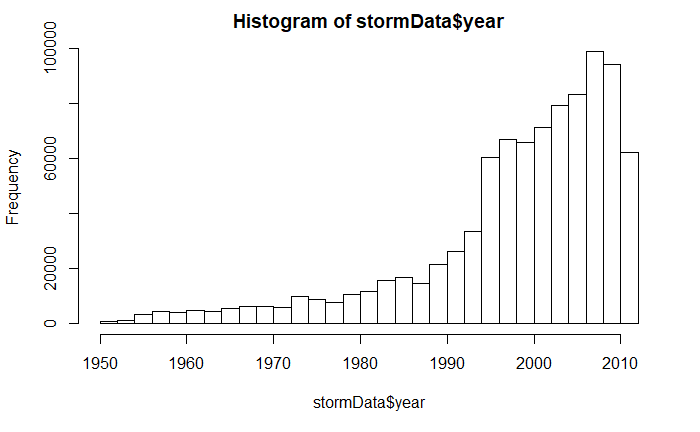 Histogram of stormData$year
Frequency
100000
60000
20000
0
1950 1960 1970 1980 1990 2000 2010
stormData$year